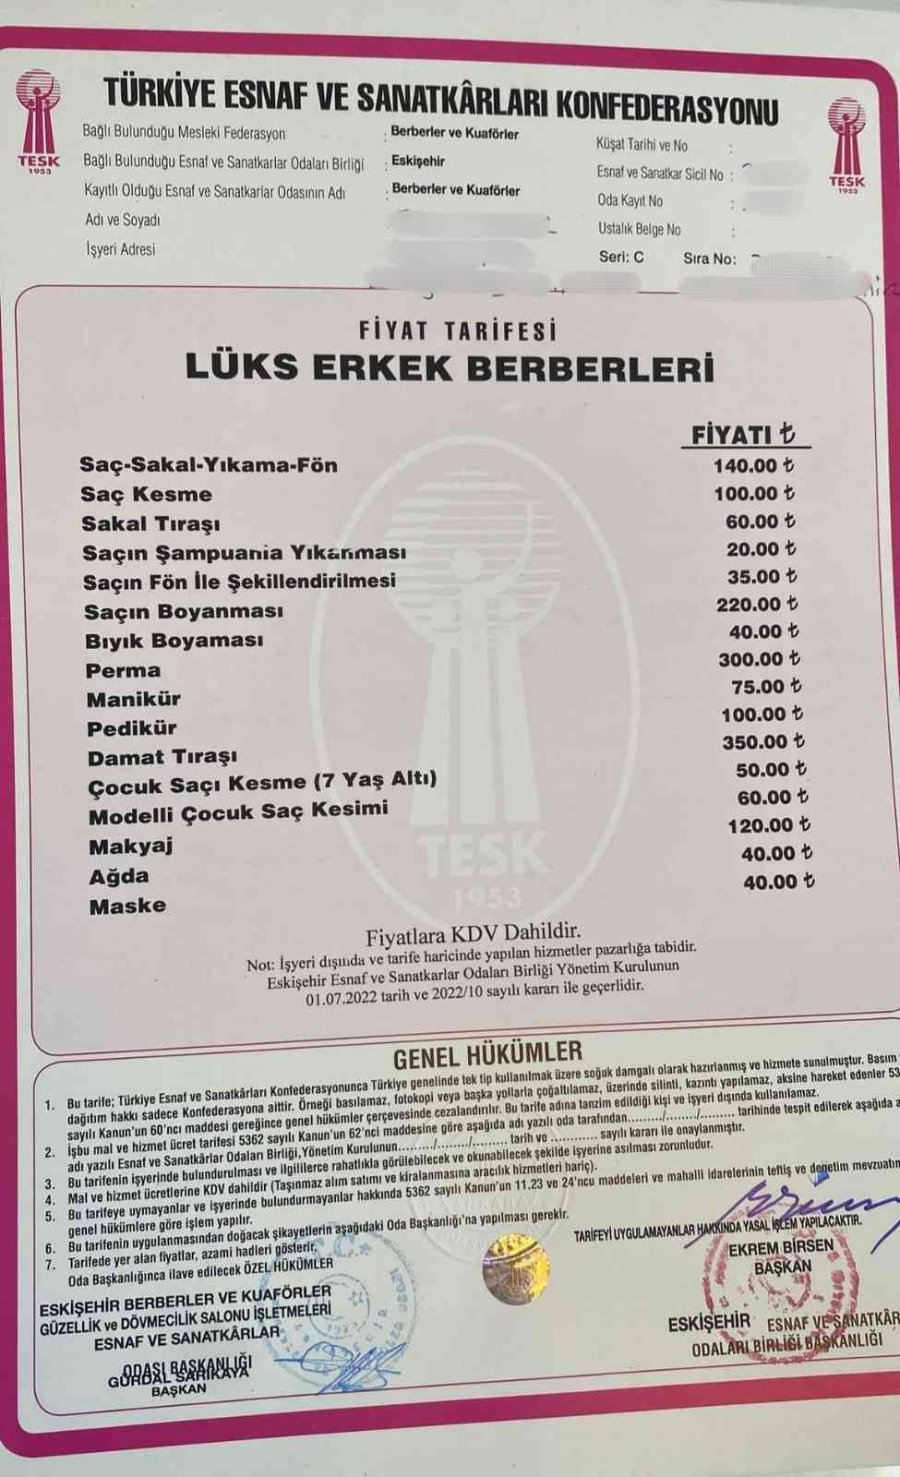 TÜRKİYE ESNAF VE SANATKÂRLARI KONFEDERASYONU
TESK
1953
TESK
1953
Bağlı Bulunduğu Mesleki Federasyon : Berberler ve Kuaförler
Bağlı Bulunduğu Esnaf ve Sanatkarlar Odaları Birliği : Eskişehir
Kayıtlı Olduğu Esnaf ve Sanatkarlar Odasının Adı : Berberler ve Kuaförler
Adı ve Soyadı
İşyeri Adresi
Küşat Tarihi ve No :
Esnaf ve Sanatkar Sicil No :
Oda Kayıt No :
Ustalık Belge No :
Seri: C Sıra No:
FİYAT TARİFESİ
LÜKS ERKEK BERBERLERİ
FİYATI ₺
Saç-Sakal-Yıkama-Fön 140.00 ₺
Saç Kesme 100.00 ₺
Sakal Tıraşı 60.00 ₺
Saçın Şampuanla Yıkanması 20.00 ₺
Saçın Fön İle Şekillendirilmesi 35.00 ₺
Saçın Boyanması 220.00 ₺
Bıyık Boyaması 40.00 ₺
Perma 300.00 ₺
Manikür 75.00 ₺
Pedikür 100.00 ₺
Damat Tıraşı 350.00 ₺
Çocuk Saçı Kesme (7 Yaş Altı) 50.00 ₺
Modelli Çocuk Saç Kesimi 60.00 ₺
Makyaj 120.00 ₺
Ağda 40.00 ₺
Maske 40.00 ₺
TESK
1953
Fiyatlara KDV Dahildir.
Not: İşyeri dışında ve tarife haricinde yapılan hizmetler pazarlığa tabidir.
Eskişehir Esnaf ve Sanatkarlar Odaları Birliği Yönetim Kurulunun
01.07.2022 tarih ve 2022/10 sayılı kararı ile geçerlidir.
GENEL HÜKÜMLER
1. Bu tarife; Türkiye Esnaf ve Sanatkârları Konfederasyonunca Türkiye genelinde tek tip kullanılmak üzere soğuk damgalı olarak hazırlanmış ve hizmete sunulmuştur. Basım
dağıtım hakkı sadece Konfederasyona aittir. Örneği basılamaz, fotokopi veya başka yollarla çoğaltılamaz, üzerinde silinti, kazıntı yapılamaz, aksine hareket edenler 53
sayılı Kanun'un 60'ncı maddesi gereğince genel hükümler çerçevesinde cezalandırılır. Bu tarife adına tanzim edildiği kişi ve işyeri dışında kullanılamaz.
2. İşbu mal ve hizmet ücret tarifesi 5362 sayılı Kanun'un 62'nci maddesine göre aşağıda adı yazılı oda tarafından......../......../......... tarihinde tespit edilerek aşağıda a
adı yazılı Esnaf ve Sanatkârlar Odaları Birliği,Yönetim Kurulunun......../......../......... tarih ve ............ sayılı kararı ile onaylanmıştır.
3. Bu tarifenin işyerinde bulundurulması ve ilgililerce rahatlıkla görülebilecek ve okunabilecek şekilde işyerine asılması zorunludur.
4. Mal ve hizmet ücretlerine KDV dahildir (Taşınmaz alım satımı ve kiralanmasına aracılık hizmetleri hariç).
5. Bu tarifeye uymayanlar ve işyerinde bulundurmayanlar hakkında 5362 sayılı Kanun'un 11.23 ve 24'ncu maddeleri ve mahalli idarelerinin teftiş ve denetim mevzuatın
genel hükümlere göre işlem yapılır.
6. Bu tarifenin uygulanmasından doğacak şikayetlerin aşağıdaki Oda Başkanlığı'na yapılması gerekir.
7. Tarifede yer alan fiyatlar, azami hadleri gösterir.
Oda Başkanlığınca ilave edilecek ÖZEL HÜKÜMLER
TARİFEYİ UYGULAMAYANLAR HAKKINDA YASAL İŞLEM YAPILACAKTIR.
EKREM BİRSEN
BAŞKAN
ESKİŞEHİR ESNAF VE SANATKÂR
ODALARI BİRLİĞİ BAŞKANLIĞI
ESKİŞEHİR BERBERLER VE KUAFÖRLER
GÜZELLİK ve DÖVMECİLİK SALONU İŞLETMELERİ
ESNAF VE SANATKÂRLAR
ODASI BAŞKANLIĞI
GÜRDAL SARIKAYA
BAŞKAN